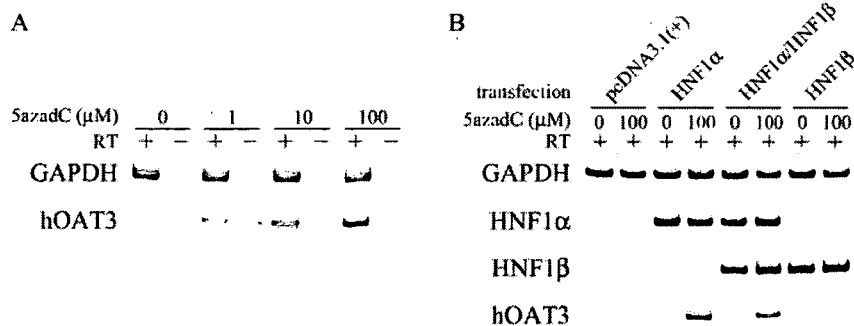 A
5azadC (μM) 0 1 10 100
RT + − + − + − + −
GAPDH
hOAT3
B
transfection pcDNA3.1(+) HNF1α HNF1α/HNF1β HNF1β
5azadC (μM) 0 100 0 100 0 100 0 100
RT + + + + + + + +
GAPDH
HNF1α
HNF1β
hOAT3